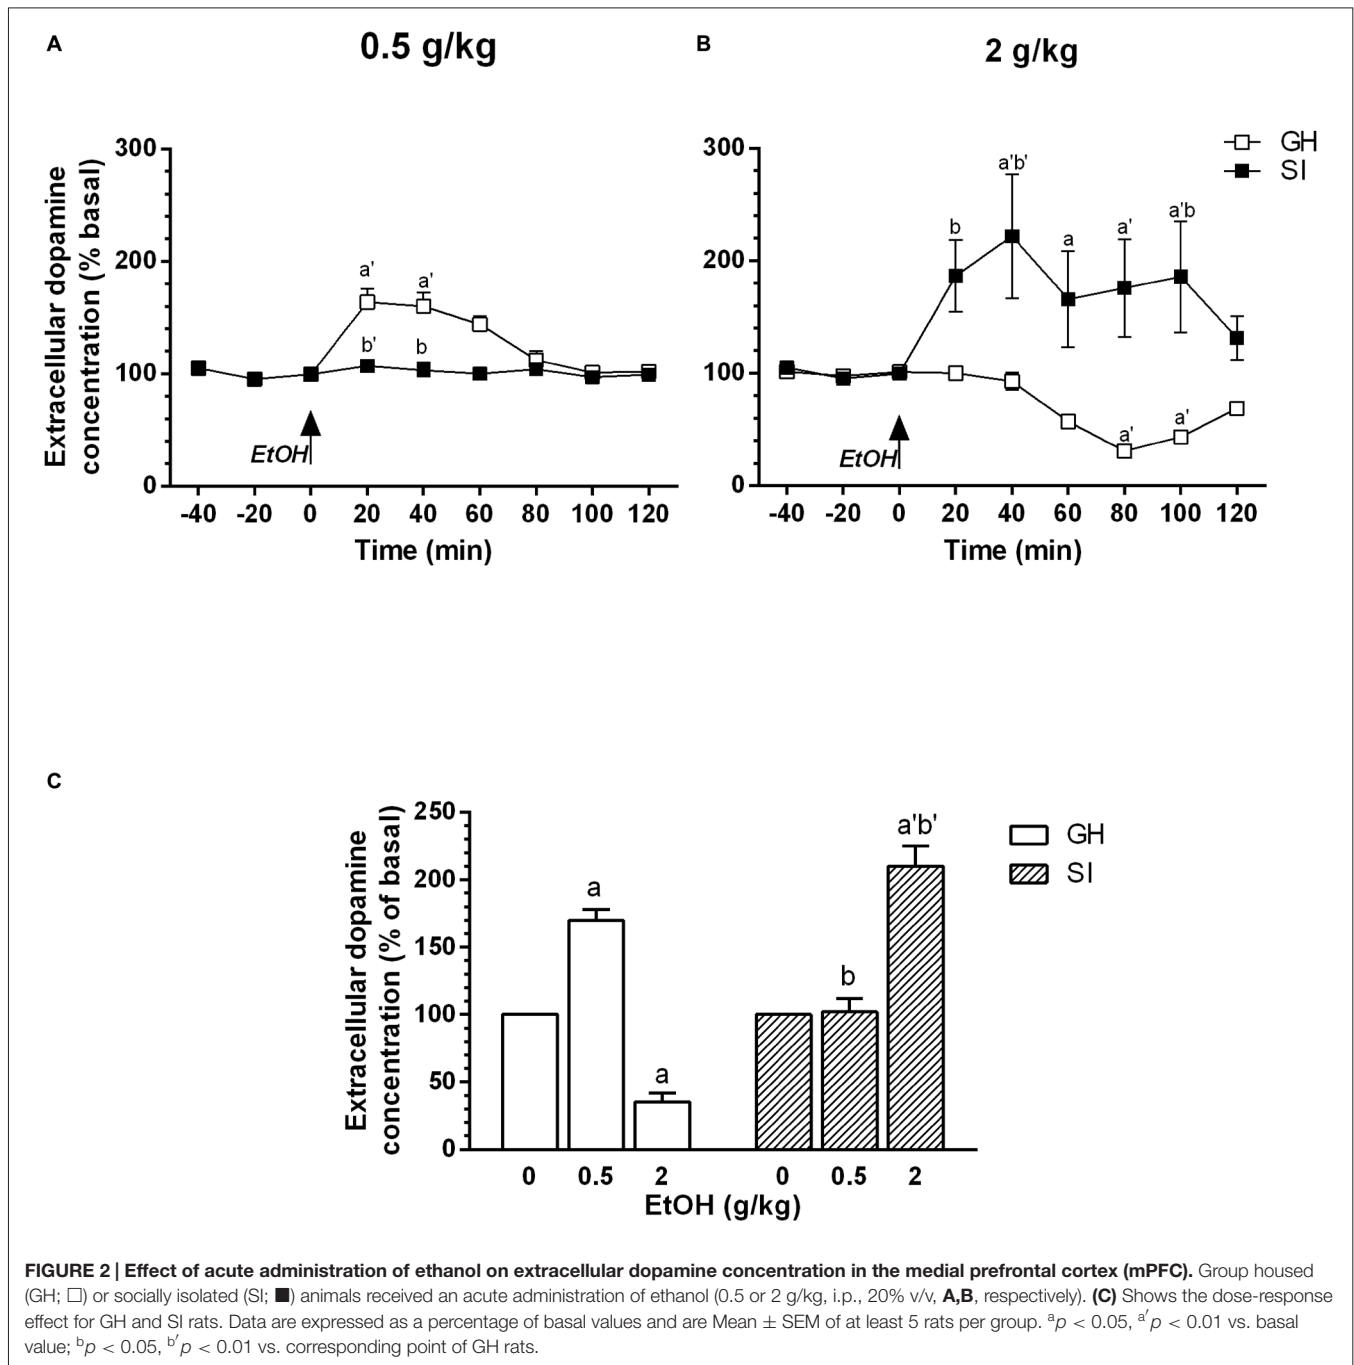 A
0.5 g/kg
B
2 g/kg
Extracellular dopamine
concentration (% basal)
300
200
100
0
a'
a'
b'
b
EtOH
-40 -20 0 20 40 60 80 100 120
Time (min)
300
200
100
0
GH
SI
b
a'b'
a
a'
a'b
a'
a'
EtOH
-40 -20 0 20 40 60 80 100 120
Time (min)
C
Extracellular dopamine
concentration (% of basal)
250
200
150
100
50
0
a
a
b
a'b'
GH
SI
0 0.5 2 0 0.5 2
EtOH (g/kg)
FIGURE 2 | Effect of acute administration of ethanol on extracellular dopamine concentration in the medial prefrontal cortex (mPFC). Group housed
(GH; □) or socially isolated (SI; ■) animals received an acute administration of ethanol (0.5 or 2 g/kg, i.p., 20% v/v, A,B, respectively). (C) Shows the dose-response
effect for GH and SI rats. Data are expressed as a percentage of basal values and are Mean ± SEM of at least 5 rats per group. ᵃp < 0.05, ᵃ′p < 0.01 vs. basal
value; ᵇp < 0.05, ᵇ′p < 0.01 vs. corresponding point of GH rats.